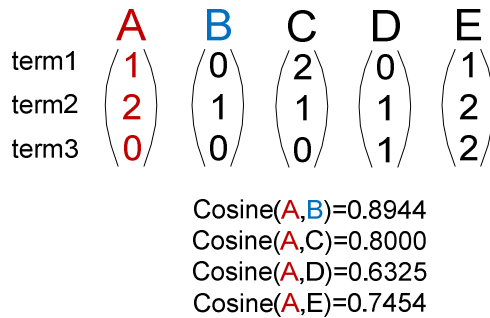 A B C D E
term1 1 0 2 0 1
term2 2 1 1 1 2
term3 0 0 0 1 2
Cosine(A,B)=0.8944
Cosine(A,C)=0.8000
Cosine(A,D)=0.6325
Cosine(A,E)=0.7454